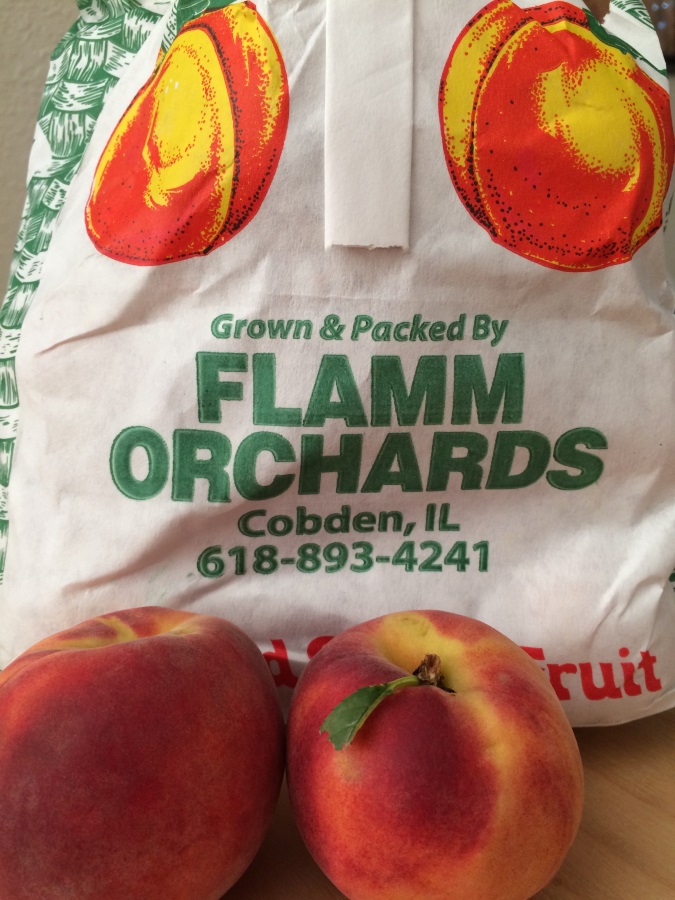 Grown & Packed By
FLAMM
ORCHARDS
Cobden, IL
618-893-4241
Fruit